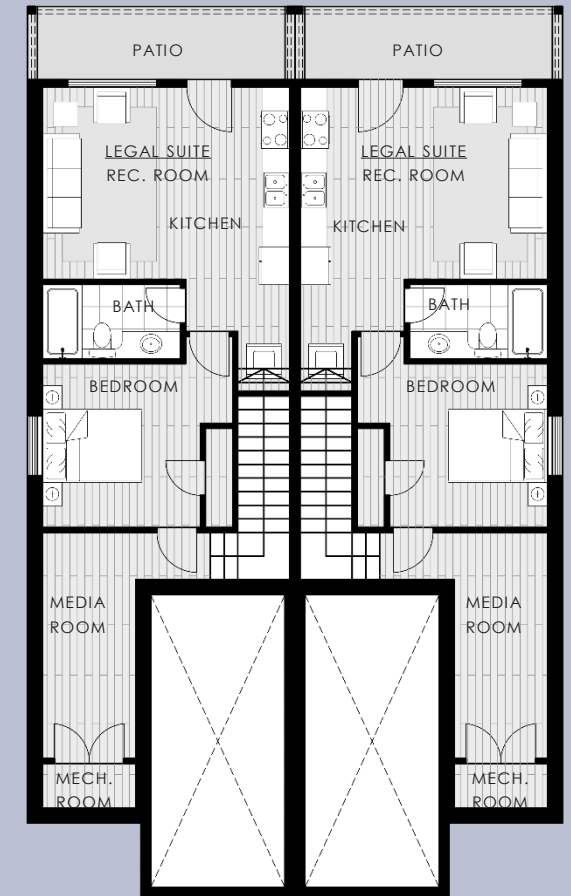 PATIO
PATIO
LEGAL SUITE
REC. ROOM
LEGAL SUITE
REC. ROOM
KITCHEN
KITCHEN
BATH
BATH
BEDROOM
BEDROOM
MEDIA
ROOM
MEDIA
ROOM
MECH.
ROOM
MECH.
ROOM